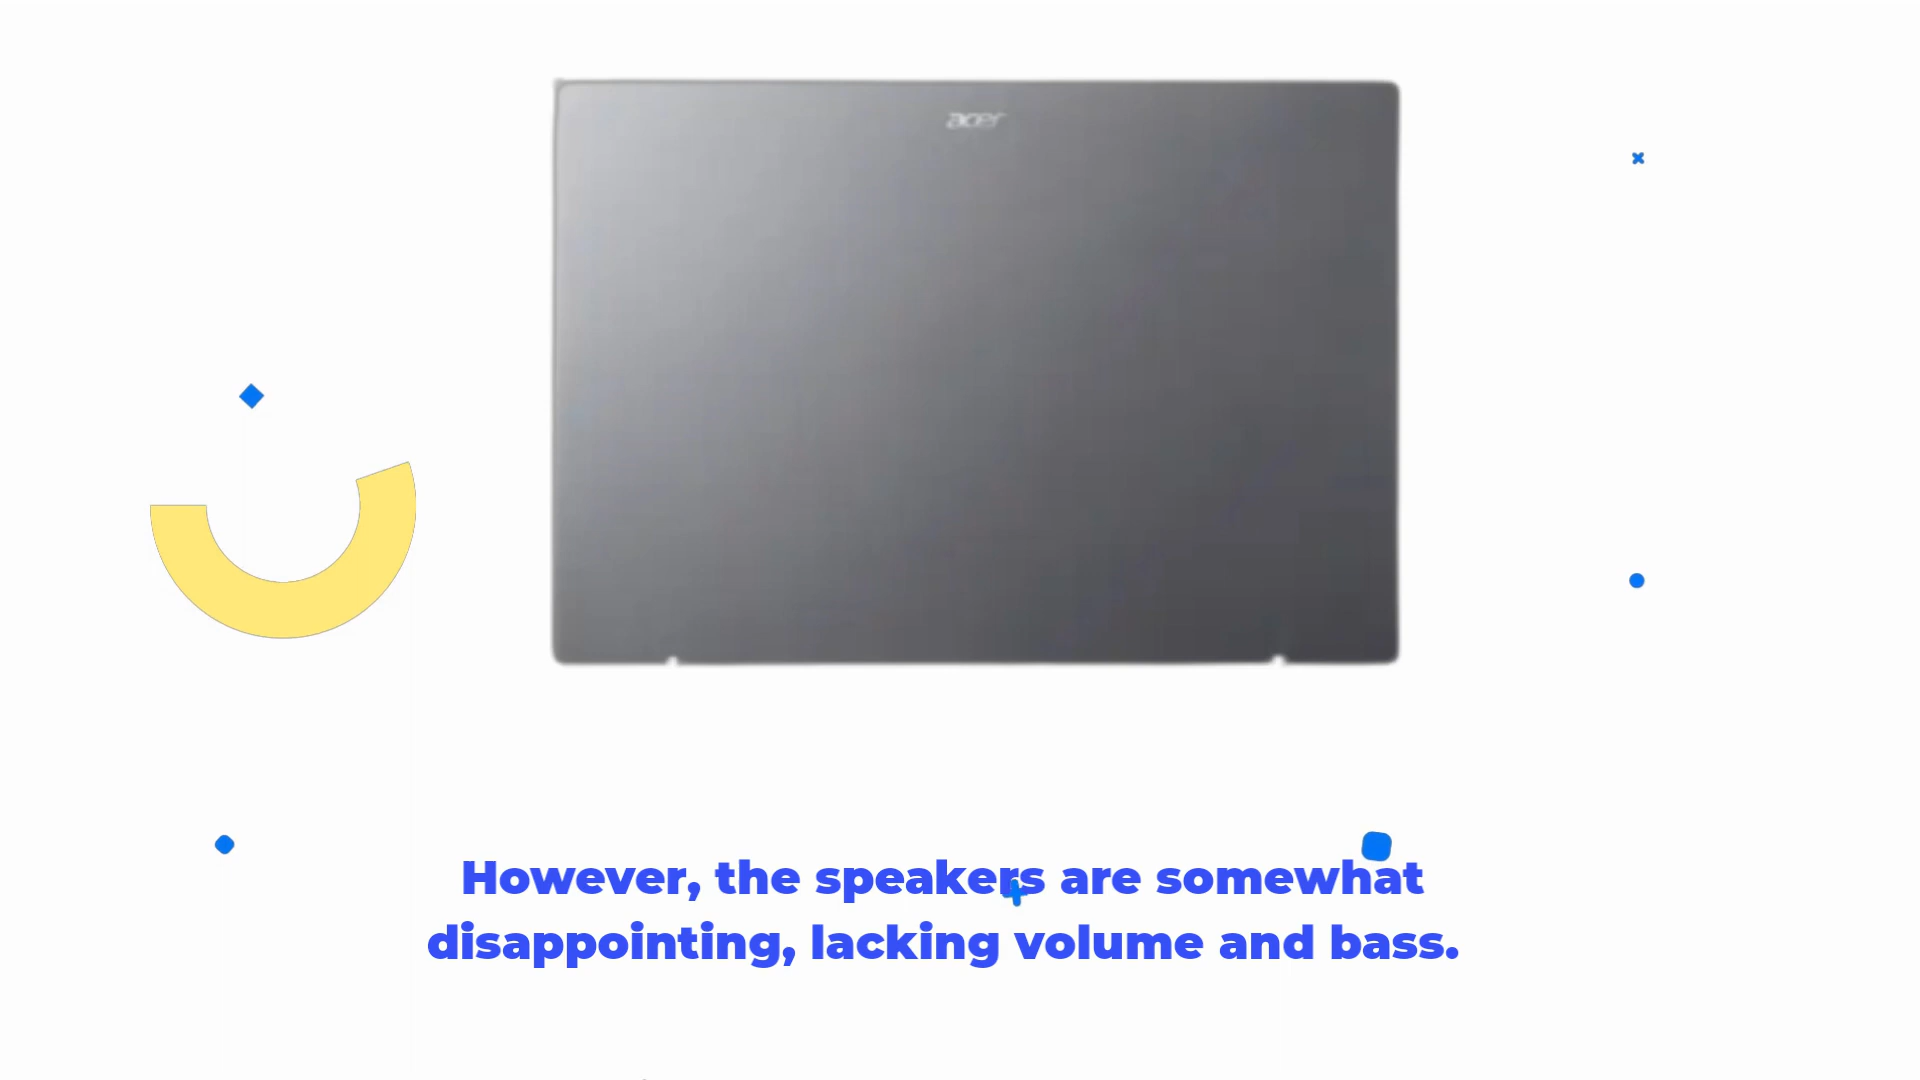 acer
However, the speakers are somewhat
disappointing, lacking volume and bass.